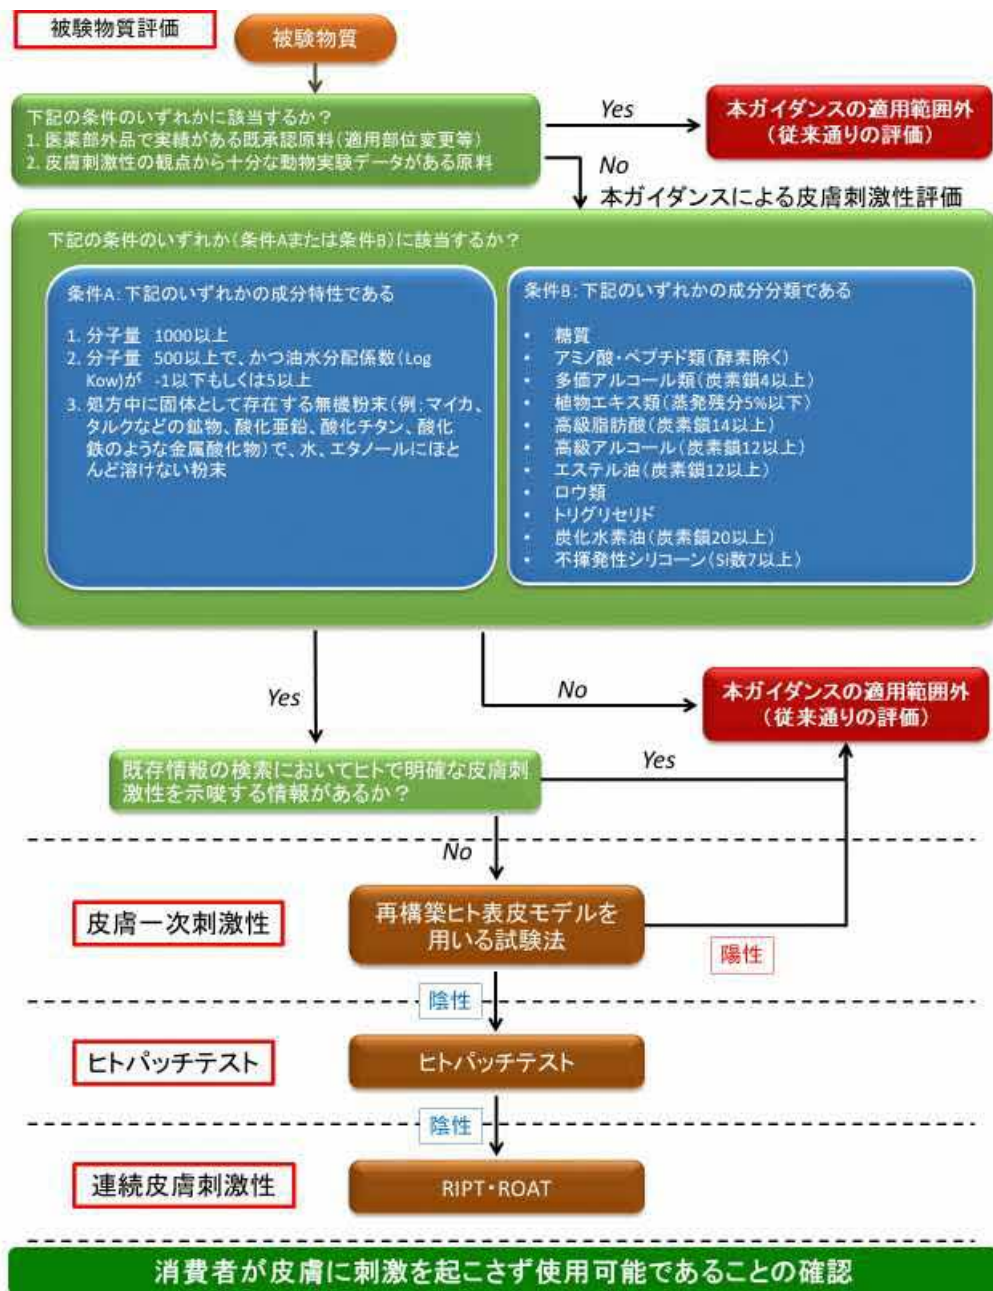 被験物質評価
被験物質
下記の条件のいずれかに該当するか？
1. 医薬部外品で実績がある既承認原料（適用部位変更等）
2. 皮膚刺激性の観点から十分な動物実験データがある原料
Yes
本ガイダンスの適用範囲外
（従来通りの評価）
No
本ガイダンスによる皮膚刺激性評価
下記の条件のいずれか（条件Aまたは条件B）に該当するか？
条件A：下記のいずれかの成分特性である
1. 分子量 1000以上
2. 分子量 500以上で、かつ油水分配係数（Log
Kow）が -1以下もしくは5以上
3. 処方中に固体として存在する無機粉末（例：マイカ、
タルクなどの鉱物、酸化亜鉛、酸化チタン、酸化
鉄のような金属酸化物）で、水、エタノールにほと
んど溶けない粉末
条件B：下記のいずれかの成分分類である
• 糖質
• アミノ酸・ペプチド類（酵素除く）
• 多価アルコール類（炭素鎖4以上）
• 植物エキス類（蒸発残分5%以下）
• 高級脂肪酸（炭素鎖14以上）
• 高級アルコール（炭素鎖12以上）
• エステル油（炭素鎖12以上）
• ロウ類
• トリグリセリド
• 炭化水素油（炭素鎖20以上）
• 不揮発性シリコーン（Si数7以上）
Yes
No
本ガイダンスの適用範囲外
（従来通りの評価）
既存情報の検索においてヒトで明確な皮膚刺
激性を示唆する情報があるか？
Yes
No
皮膚一次刺激性
再構築ヒト表皮モデルを
用いる試験法
陽性
陰性
ヒトパッチテスト
ヒトパッチテスト
陰性
連続皮膚刺激性
RIPT・ROAT
消費者が皮膚に刺激を起こさず使用可能であることの確認